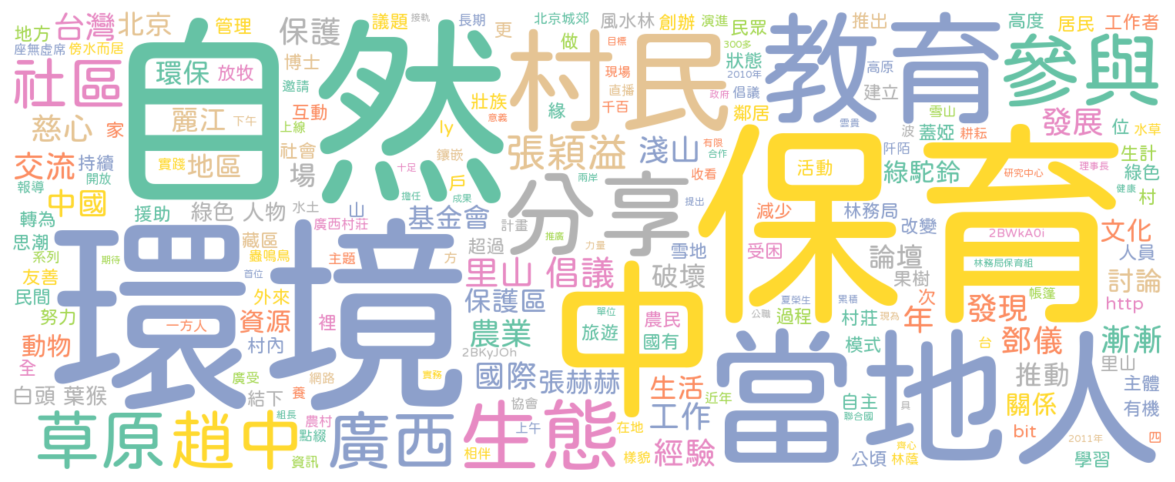 地方 台灣 北京
座無虛席 傍水而居 管理
社區 環保 放牧
自然
保護 議題 接軌 長期
博士 更
邀請 互動
慈心 家 麗江 下午
上線
實踐 地區 社會
交流 持續
報導 開放
場
中國
轉為 援助 綠色 人物 水土
思潮 藏區
系列 轟鳴鳥
友善 期待 首位
民間 外來
努力 一方人 資源 裡
動物 村內
全 廣受 網路
白頭 葉猴 結下 養
環境
北京城郊 風水林 創辦 演進 民眾 推出
做 300多
目標 狀態
村民
現場 2010年
壯族 緣 直播 政府 倡議
千百 鄰居
意義
ly
鑲嵌 張穎溢 淺山 有限
合作
戶 十足 收看
擔任 成果 分享 兩岸
山 基金會 提出
廣西村莊 計畫 推廣
主題 方 超過 力量 雪地
里山 倡議 破壞
受困
保護區
農業 中 單位 農民
旅遊 國有
2BKyJOh
國際 張赫赫
實務 協會 生活 近年
工作
上午 在地
相伴 樣貌 經驗
教育 參與
高度 居民 工作者
高原
建立
雲貴 雪山 發展
波 蓋婭 耕耘 位 水草
活動 阡陌 生計
綠駝鈴 理事長 綠色
研究中心 健康
村
保育
減少 林務局
改變 2BWkA0i 文化
論壇 林務局保育組 人員
果樹 討論
帳蓬
夏榮生 累積 次 http
公職 過程 現為 年 發現
村莊
模式 台 鄧儀 漸漸
里山
推動
自主 主體
聯合國 具 關係 有機
bit 2011年 四
公頃 齊心
林蔭 學習
當地人
草原 趙中 組長 農村
點綴
資訊 廣西 生態